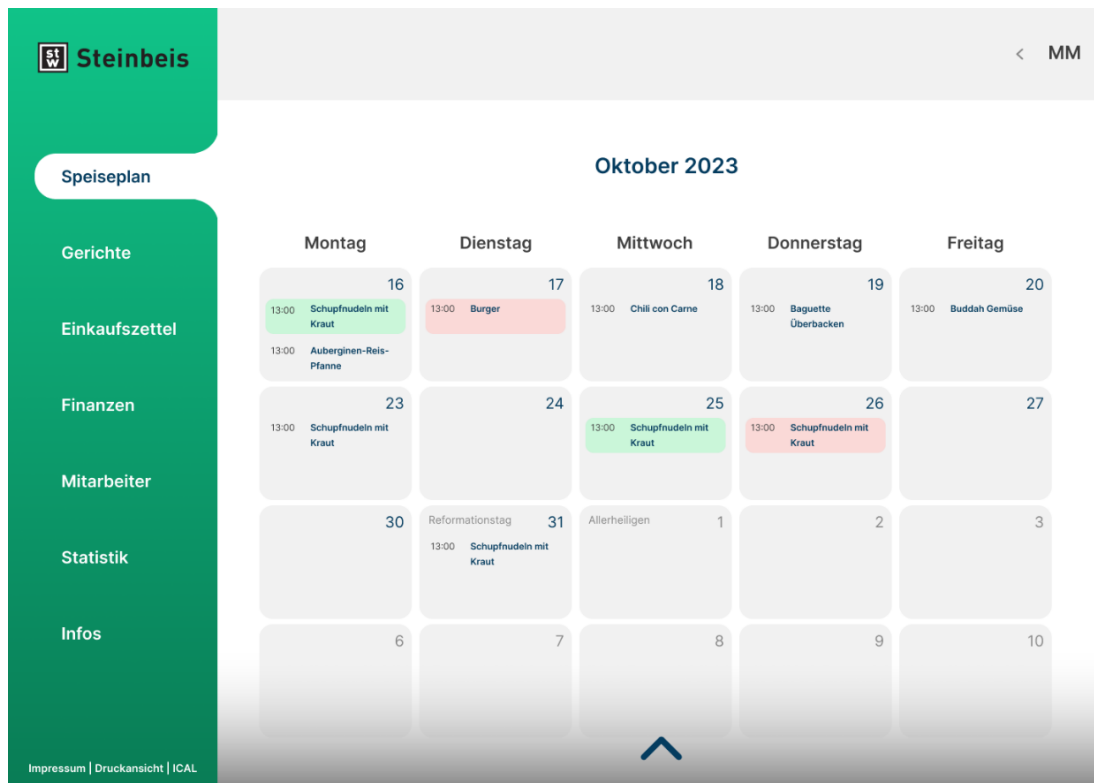 stw Steinbeis
< MM
Speiseplan
Gerichte
Einkaufszettel
Finanzen
Mitarbeiter
Statistik
Infos
Impressum | Druckansicht | ICAL
Oktober 2023
Montag Dienstag Mittwoch Donnerstag Freitag
16 17 18 19 20
13:00 Schupfnudeln mit 13:00 Burger 13:00 Chili con Carne 13:00 Baguette 13:00 Buddah Gemüse
Kraut Überbacken
13:00 Auberginen-Reis-
Pfanne
23 24 25 26 27
13:00 Schupfnudeln mit 13:00 Schupfnudeln mit 13:00 Schupfnudeln mit
Kraut Kraut Kraut
30 Reformationstag 31 Allerheiligen 1 2 3
13:00 Schupfnudeln mit
Kraut
6 7 8 9 10